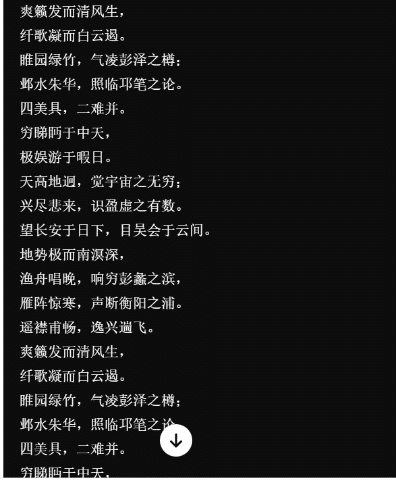 爽籁发而清风生，
纤歌凝而白云遏。
睢园绿竹，气凌彭泽之樽；
邺水朱华，照临邛笔之论。
四美具，二难并。
穷睇眄于中天，
极娱游于暇日。
天高地迥，觉宇宙之无穷；
兴尽悲来，识盈虚之有数。
望长安于日下，目吴会于云间。
地势极而南溟深，
渔舟唱晚，响穷彭蠡之滨，
雁阵惊寒，声断衡阳之浦。
遥襟甫畅，逸兴遄飞。
爽籁发而清风生，
纤歌凝而白云遏。
睢园绿竹，气凌彭泽之樽；
邺水朱华，照临邛笔之论
四美具，二难并。
穷睇眄于中天，